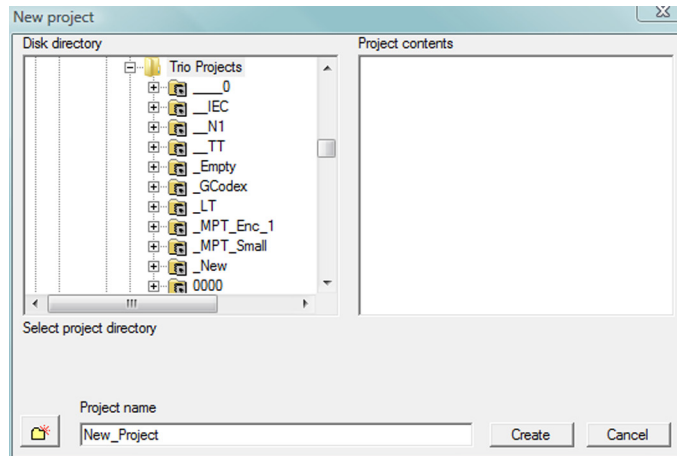 New project
Disk directory
Project contents
Trio Projects
____0
__IEC
__N1
__TT
_Empty
_GCodex
_LT
_MPT_Enc_1
_MPT_Small
_New
0000
Select project directory
Project name
New_Project
Create
Cancel